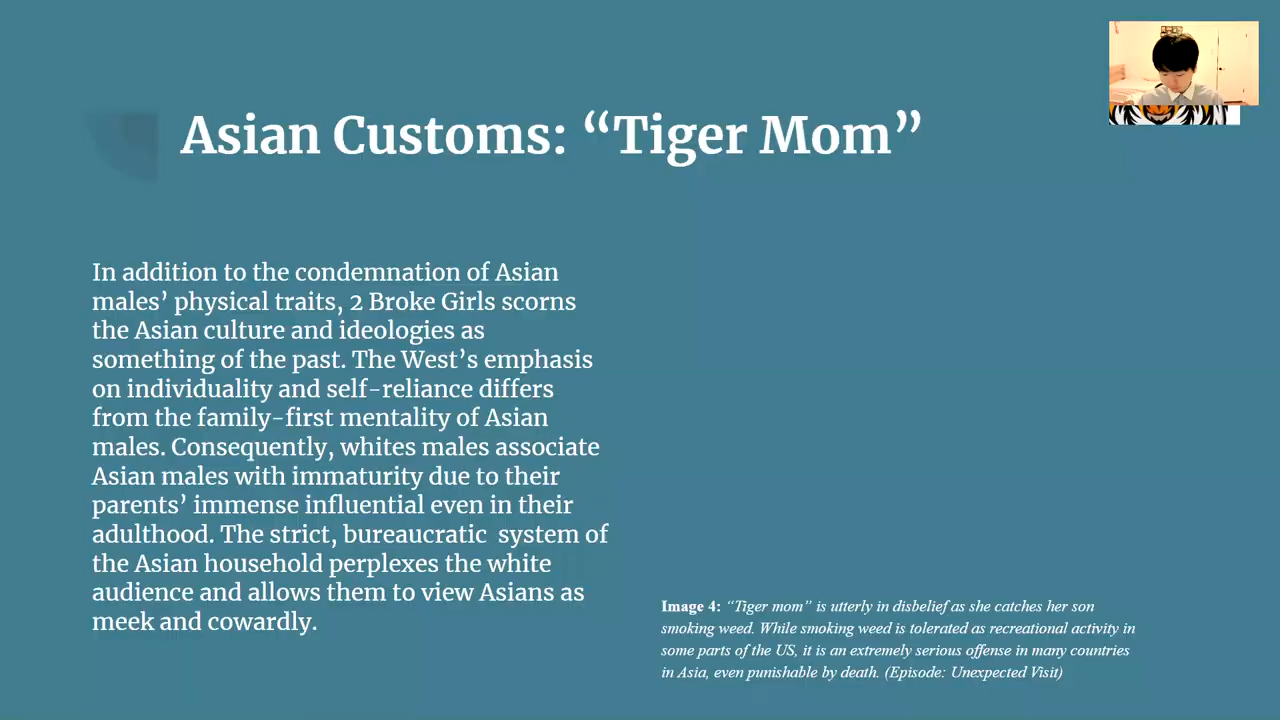 Asian Customs: “Tiger Mom”
In addition to the condemnation of Asian
males’ physical traits, 2 Broke Girls scorns
the Asian culture and ideologies as
something of the past. The West’s emphasis
on individuality and self-reliance differs
from the family-first mentality of Asian
males. Consequently, whites males associate
Asian males with immaturity due to their
parents’ immense influential even in their
adulthood. The strict, bureaucratic  system of
the Asian household perplexes the white
audience and allows them to view Asians as
meek and cowardly.
Image 4: “Tiger mom” is utterly in disbelief as she catches her son
smoking weed. While smoking weed is tolerated as recreational activity in
some parts of the US, it is an extremely serious offense in many countries
in Asia, even punishable by death. (Episode: Unexpected Visit)